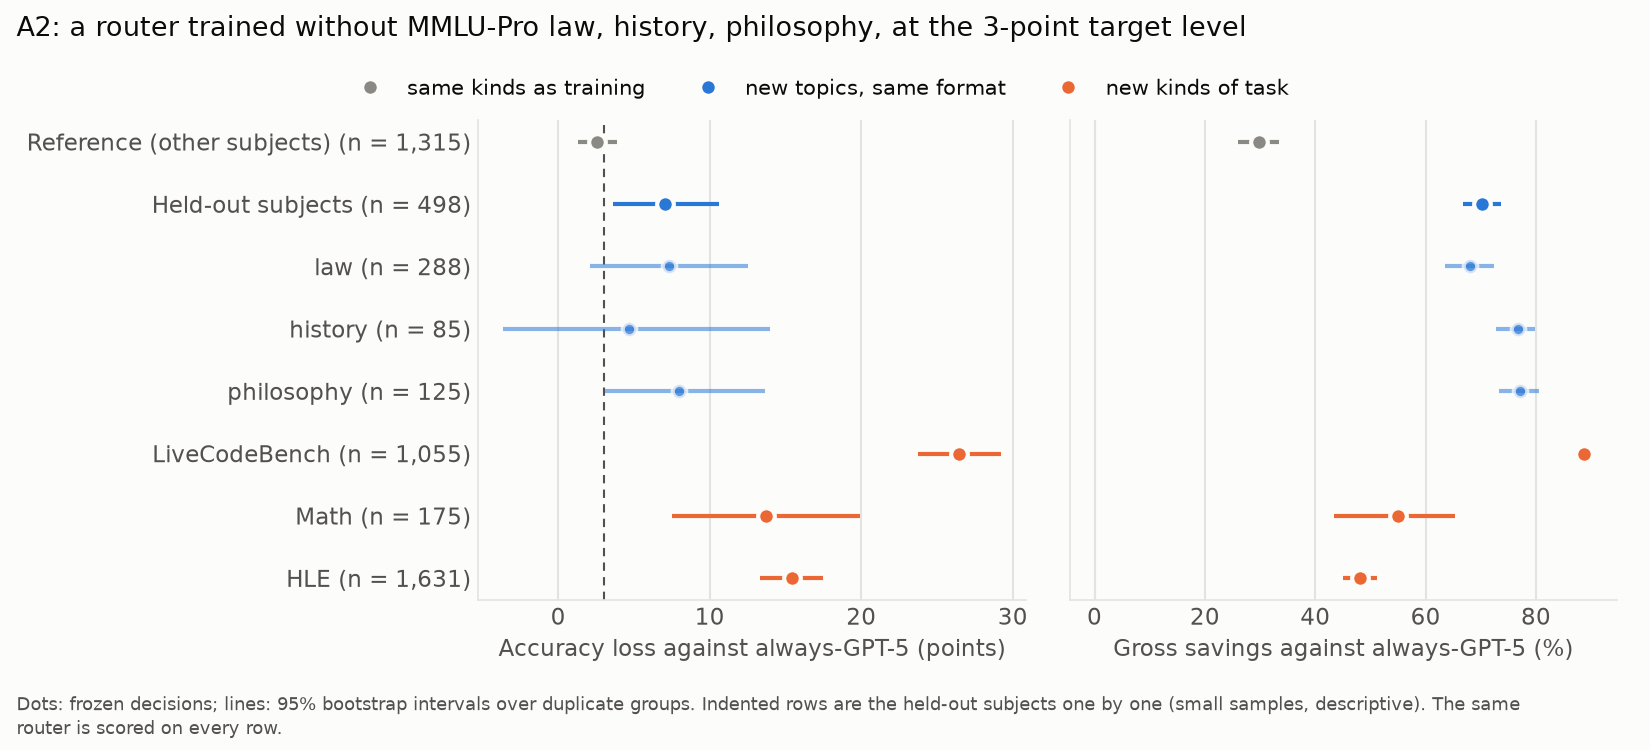 A2: a router trained without MMLU-Pro law, history, philosophy, at the 3-point target level
same kinds as training
new topics, same format
new kinds of task
Reference (other subjects) (n = 1,315)
Held-out subjects (n = 498)
law (n = 288)
history (n = 85)
philosophy (n = 125)
LiveCodeBench (n = 1,055)
Math (n = 175)
HLE (n = 1,631)
0 10 20 30
Accuracy loss against always-GPT-5 (points)
0 20 40 60 80
Gross savings against always-GPT-5 (%)
Dots: frozen decisions; lines: 95% bootstrap intervals over duplicate groups. Indented rows are the held-out subjects one by one (small samples, descriptive). The same
router is scored on every row.